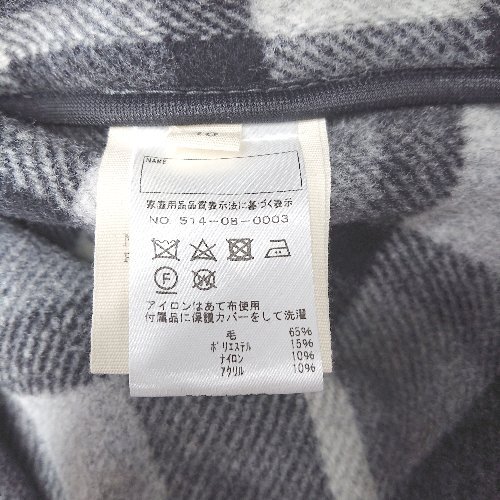 NAME
家庭用品品質表示法に基づく表示
NO. 514-08-0003
F
W
アイロンはあて布使用
付属品に保護カバーをして洗濯
毛 65%
ポリエステル 15%
ナイロン 10%
アクリル 10%